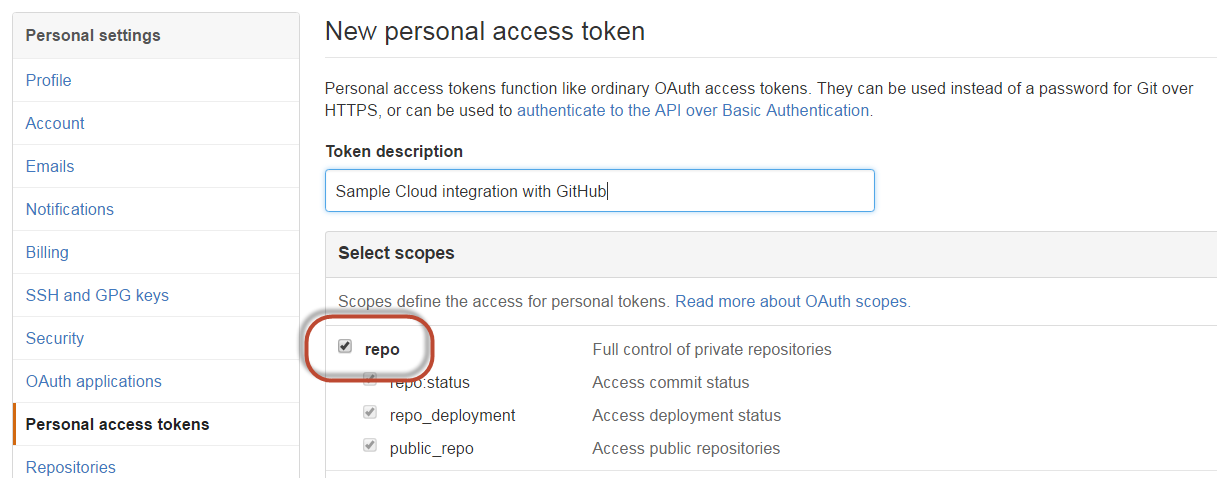 Personal settings
Profile
Account
Emails
Notifications
Billing
SSH and GPG keys
Security
OAuth applications
Personal access tokens
Repositories
New personal access token
Personal access tokens function like ordinary OAuth access tokens. They can be used instead of a password for Git over
HTTPS, or can be used to authenticate to the API over Basic Authentication.
Token description
Sample Cloud integration with GitHub
Select scopes
Scopes define the access for personal tokens. Read more about OAuth scopes.
repo Full control of private repositories
repo:status Access commit status
repo_deployment Access deployment status
public_repo Access public repositories